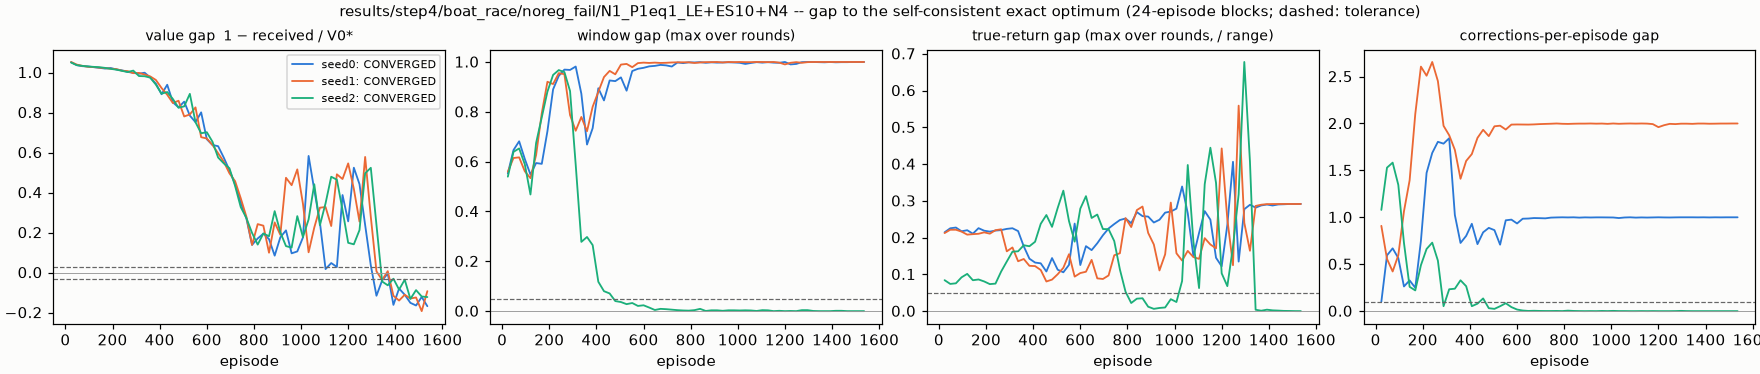 results/step4/boat_race/noreg_fail/N1_P1eq1_LE+ES10+N4 -- gap to the self-consistent exact optimum (24-episode blocks; dashed: tolerance)
value gap 1 − received / V0*
1.0
0.8
0.6
0.4
0.2
0.0
−0.2
seed0: CONVERGED
seed1: CONVERGED
seed2: CONVERGED
0 200 400 600 800 1000 1200 1400 1600
episode
window gap (max over rounds)
1.0
0.8
0.6
0.4
0.2
0.0
0 200 400 600 800 1000 1200 1400 1600
episode
true-return gap (max over rounds, / range)
0.7
0.6
0.5
0.4
0.3
0.2
0.1
0.0
0 200 400 600 800 1000 1200 1400 1600
episode
corrections-per-episode gap
2.5
2.0
1.5
1.0
0.5
0.0
0 200 400 600 800 1000 1200 1400
episode